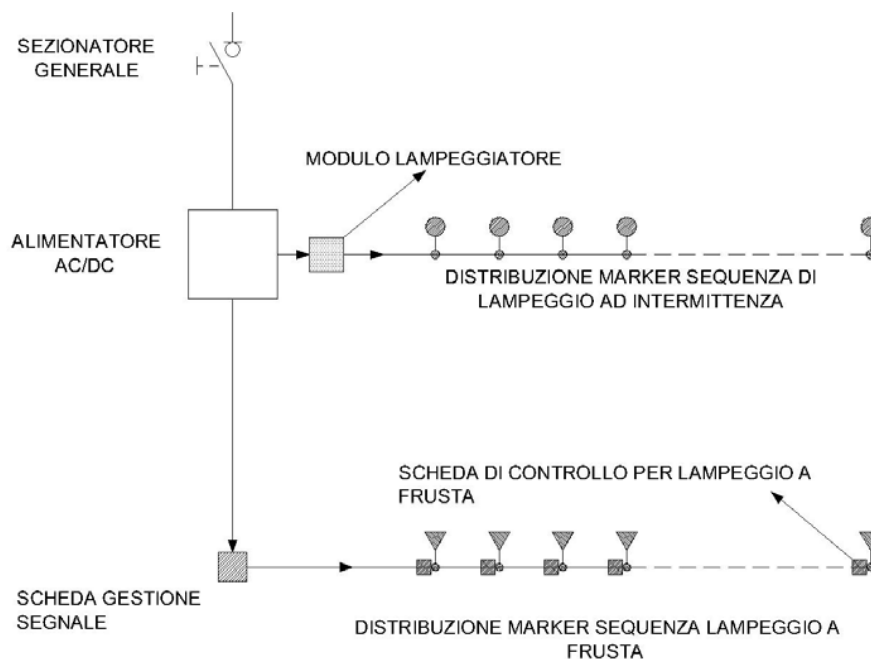 SEZIONATORE
GENERALE
MODULO LAMPEGGIATORE
ALIMENTATORE
AC/DC
DISTRIBUZIONE MARKER SEQUENZA DI
LAMPEGGIO AD INTERMITTENZA
SCHEDA DI CONTROLLO PER LAMPEGGIO A
FRUSTA
SCHEDA GESTIONE
SEGNALE
DISTRIBUZIONE MARKER SEQUENZA LAMPEGGIO A
FRUSTA